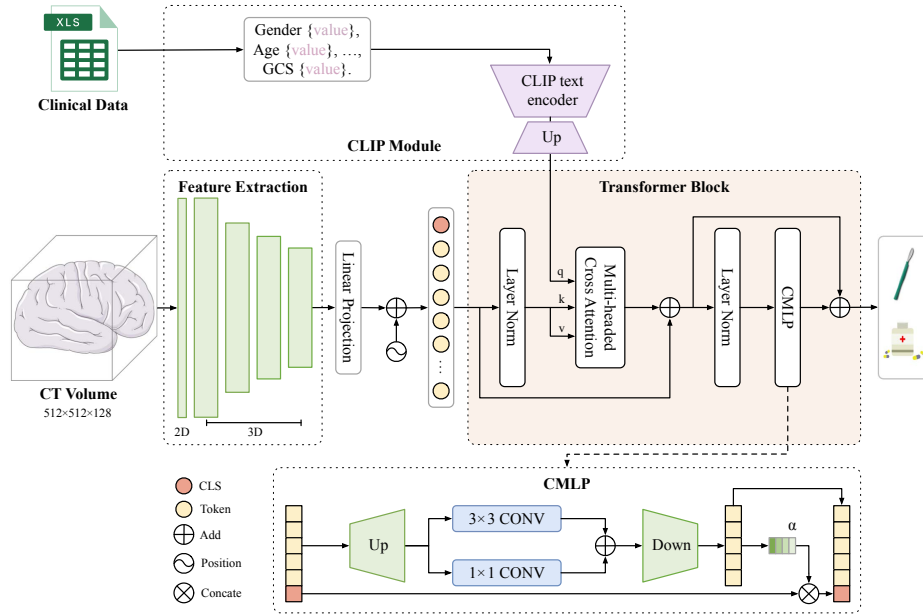 XLS
Clinical Data
Gender {value},
Age {value}, ...,
GCS {value}.
CLIP text
encoder
Up
CLIP Module
Feature Extraction
2D
3D
CT Volume
512×512×128
Linear Projection
Transformer Block
Layer Norm
q
k
v
Multi-headed
Cross Attention
Layer Norm
CMLP
CLS
Token
Add
Position
Concate
CMLP
Up
3×3 CONV
1×1 CONV
Down
α